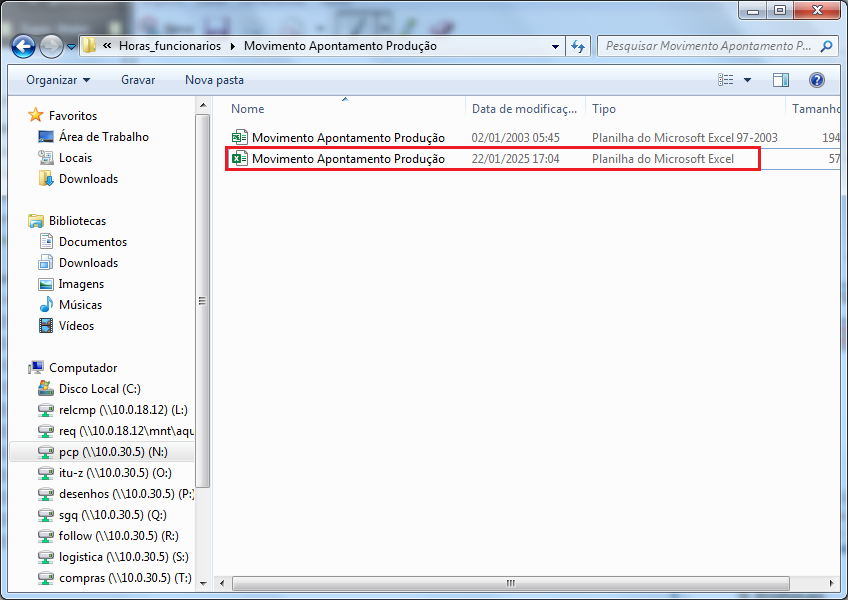 « Horas_funcionarios ▸ Movimento Apontamento Produção
Pesquisar Movimento Apontamento P...
Organizar Gravar Nova pasta
Nome Data de modificaç... Tipo Tamanho
Movimento Apontamento Produção 02/01/2003 05:45 Planilha do Microsoft Excel 97-2003 194
Movimento Apontamento Produção 22/01/2025 17:04 Planilha do Microsoft Excel 57
Favoritos
Área de Trabalho
Locais
Downloads
Bibliotecas
Documentos
Downloads
Imagens
Músicas
Vídeos
Computador
Disco Local (C:)
relcmp (\\10.0.18.12) (L:)
req (\\10.0.18.12\mnt\aqu
pcp (\\10.0.30.5) (N:)
itu-z (\\10.0.30.5) (O:)
desenhos (\\10.0.30.5) (P:)
sgq (\\10.0.30.5) (Q:)
follow (\\10.0.30.5) (R:)
logistica (\\10.0.30.5) (S:)
compras (\\10.0.30.5) (T:)